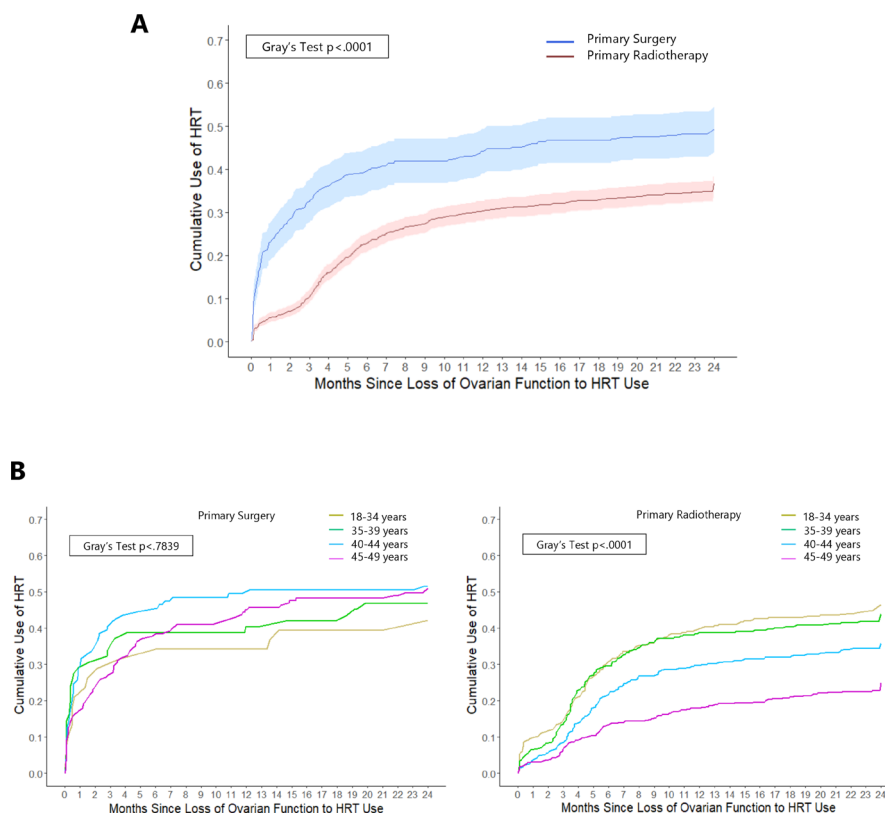 A
Gray's Test p<.0001
Primary Surgery
Primary Radiotherapy
Cumulative Use of HRT
0.7
0.6
0.5
0.4
0.3
0.2
0.1
0.0
0 1 2 3 4 5 6 7 8 9 10 11 12 13 14 15 16 17 18 19 20 21 22 23 24
Months Since Loss of Ovarian Function to HRT Use
B
Primary Surgery
Gray's Test p<.7839
18-34 years
35-39 years
40-44 years
45-49 years
Cumulative Use of HRT
0.7
0.6
0.5
0.4
0.3
0.2
0.1
0.0
0 1 2 3 4 5 6 7 8 9 10 11 12 13 14 15 16 17 18 19 20 21 22 23 24
Months Since Loss of Ovarian Function to HRT Use
Primary Radiotherapy
Gray's Test p<.0001
18-34 years
35-39 years
40-44 years
45-49 years
Cumulative Use of HRT
0.7
0.6
0.5
0.4
0.3
0.2
0.1
0.0
0 1 2 3 4 5 6 7 8 9 10 11 12 13 14 15 16 17 18 19 20 21 22 23 24
Months Since Loss of Ovarian Function to HRT Use